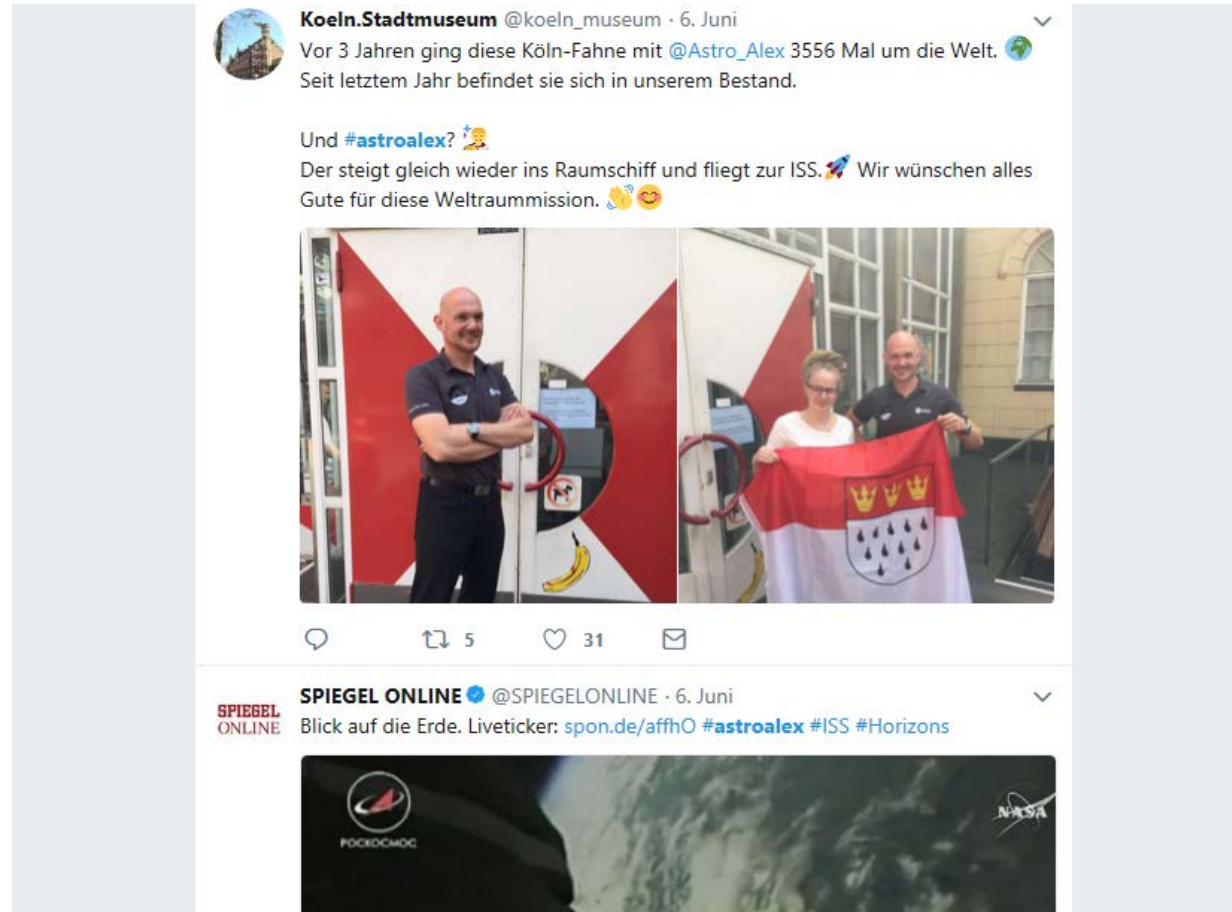 Koeln.Stadtmuseum @koeln_museum · 6. Juni
Vor 3 Jahren ging diese Köln-Fahne mit @Astro_Alex 3556 Mal um die Welt.
Seit letztem Jahr befindet sie sich in unserem Bestand.
Und #astroalex?
Der steigt gleich wieder ins Raumschiff und fliegt zur ISS. Wir wünschen alles
Gute für diese Weltraummission.
5 31
SPIEGEL ONLINE @SPIEGELONLINE · 6. Juni
SPIEGEL
ONLINE
Blick auf die Erde. Liveticker: spon.de/affhO #astroalex #ISS #Horizons
РОСКОСМОС
NASA